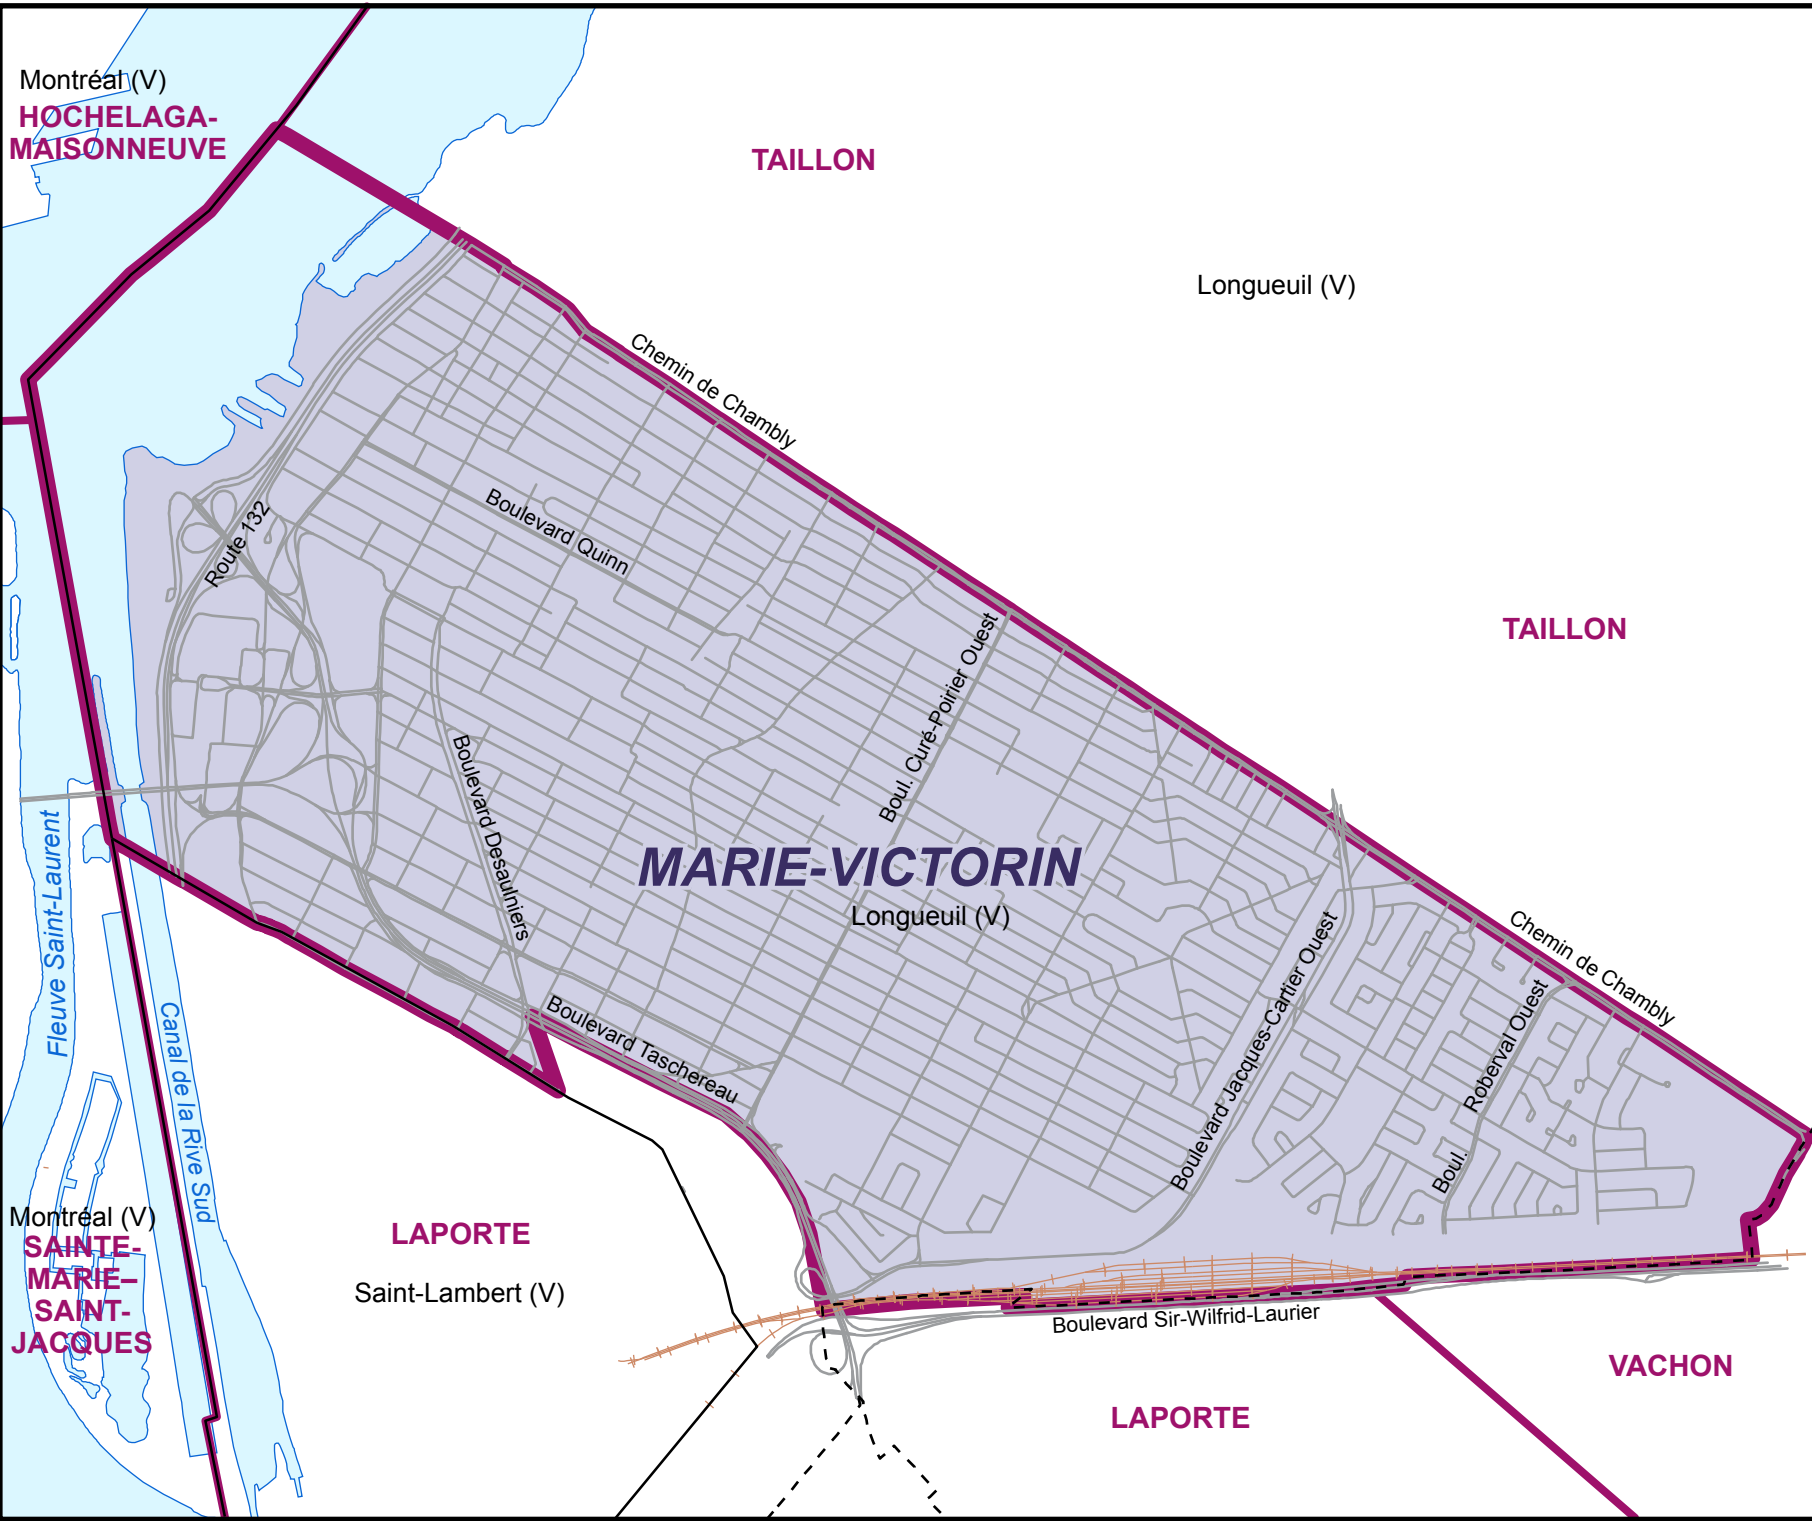 Montréal (V)
HOCHELAGA-
MAISONNEUVE
TAILLON
Longueuil (V)
Chemin de Chambly
Boulevard Quinn
Route 132
TAILLON
Boul. Curé-Poirier Ouest
Boulevard Desaulniers
MARIE-VICTORIN
Longueuil (V)
Fleuve Saint-Laurent
Canal de la Rive Sud
Boulevard Taschereau
Boulevard Jacques-Cartier Ouest
Chemin de Chambly
Boul. Roberval Ouest
Montréal (V)
SAINTE-
MARIE–
SAINT-
JACQUES
LAPORTE
Saint-Lambert (V)
Boulevard Sir-Wilfrid-Laurier
VACHON
LAPORTE